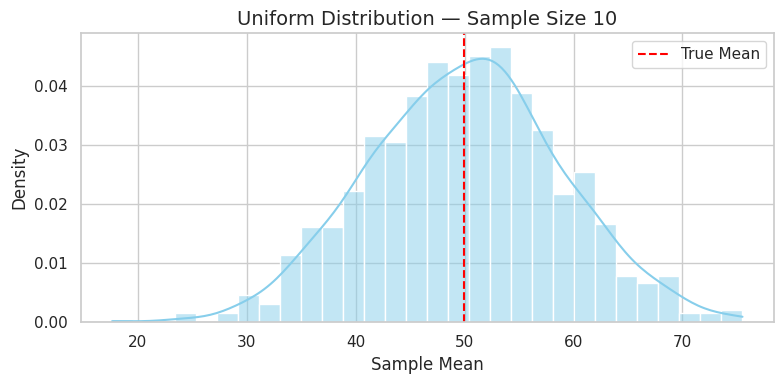 Uniform Distribution — Sample Size 10
True Mean
Density
0.04
0.03
0.02
0.01
0.00
20 30 40 50 60 70
Sample Mean